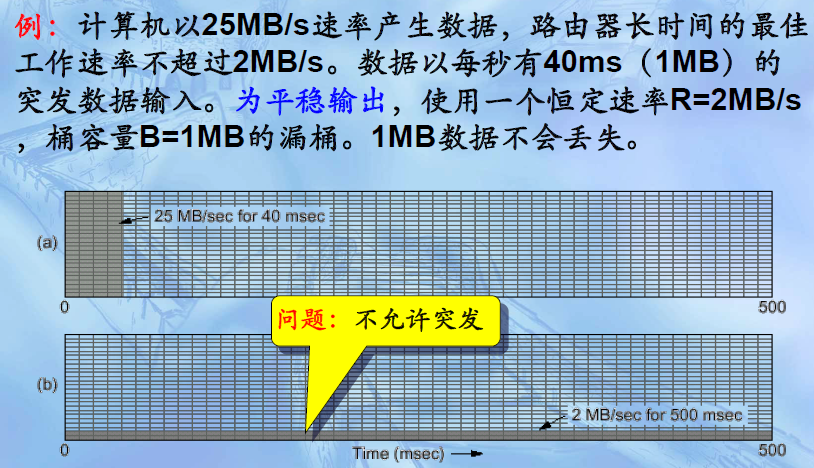 例：计算机以25MB/s速率产生数据，路由器长时间的最佳
工作速率不超过2MB/s。数据以每秒有40ms（1MB）的
突发数据输入。为平稳输出，使用一个恒定速率R=2MB/s
，桶容量B=1MB的漏桶。1MB数据不会丢失。
25 MB/sec for 40 msec
(a)
0
500
问题：不允许突发
(b)
2 MB/sec for 500 msec
0
Time (msec)
500